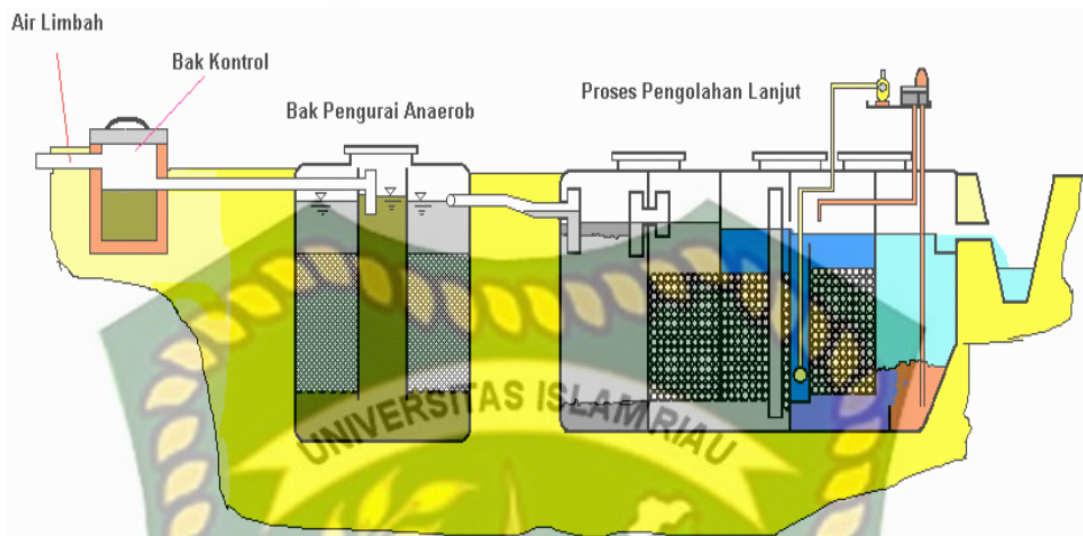 Air Limbah
Bak Kontrol
Bak Pengurai Anaerob
Proses Pengolahan Lanjut
UNIVERSITAS ISLAM RIAU